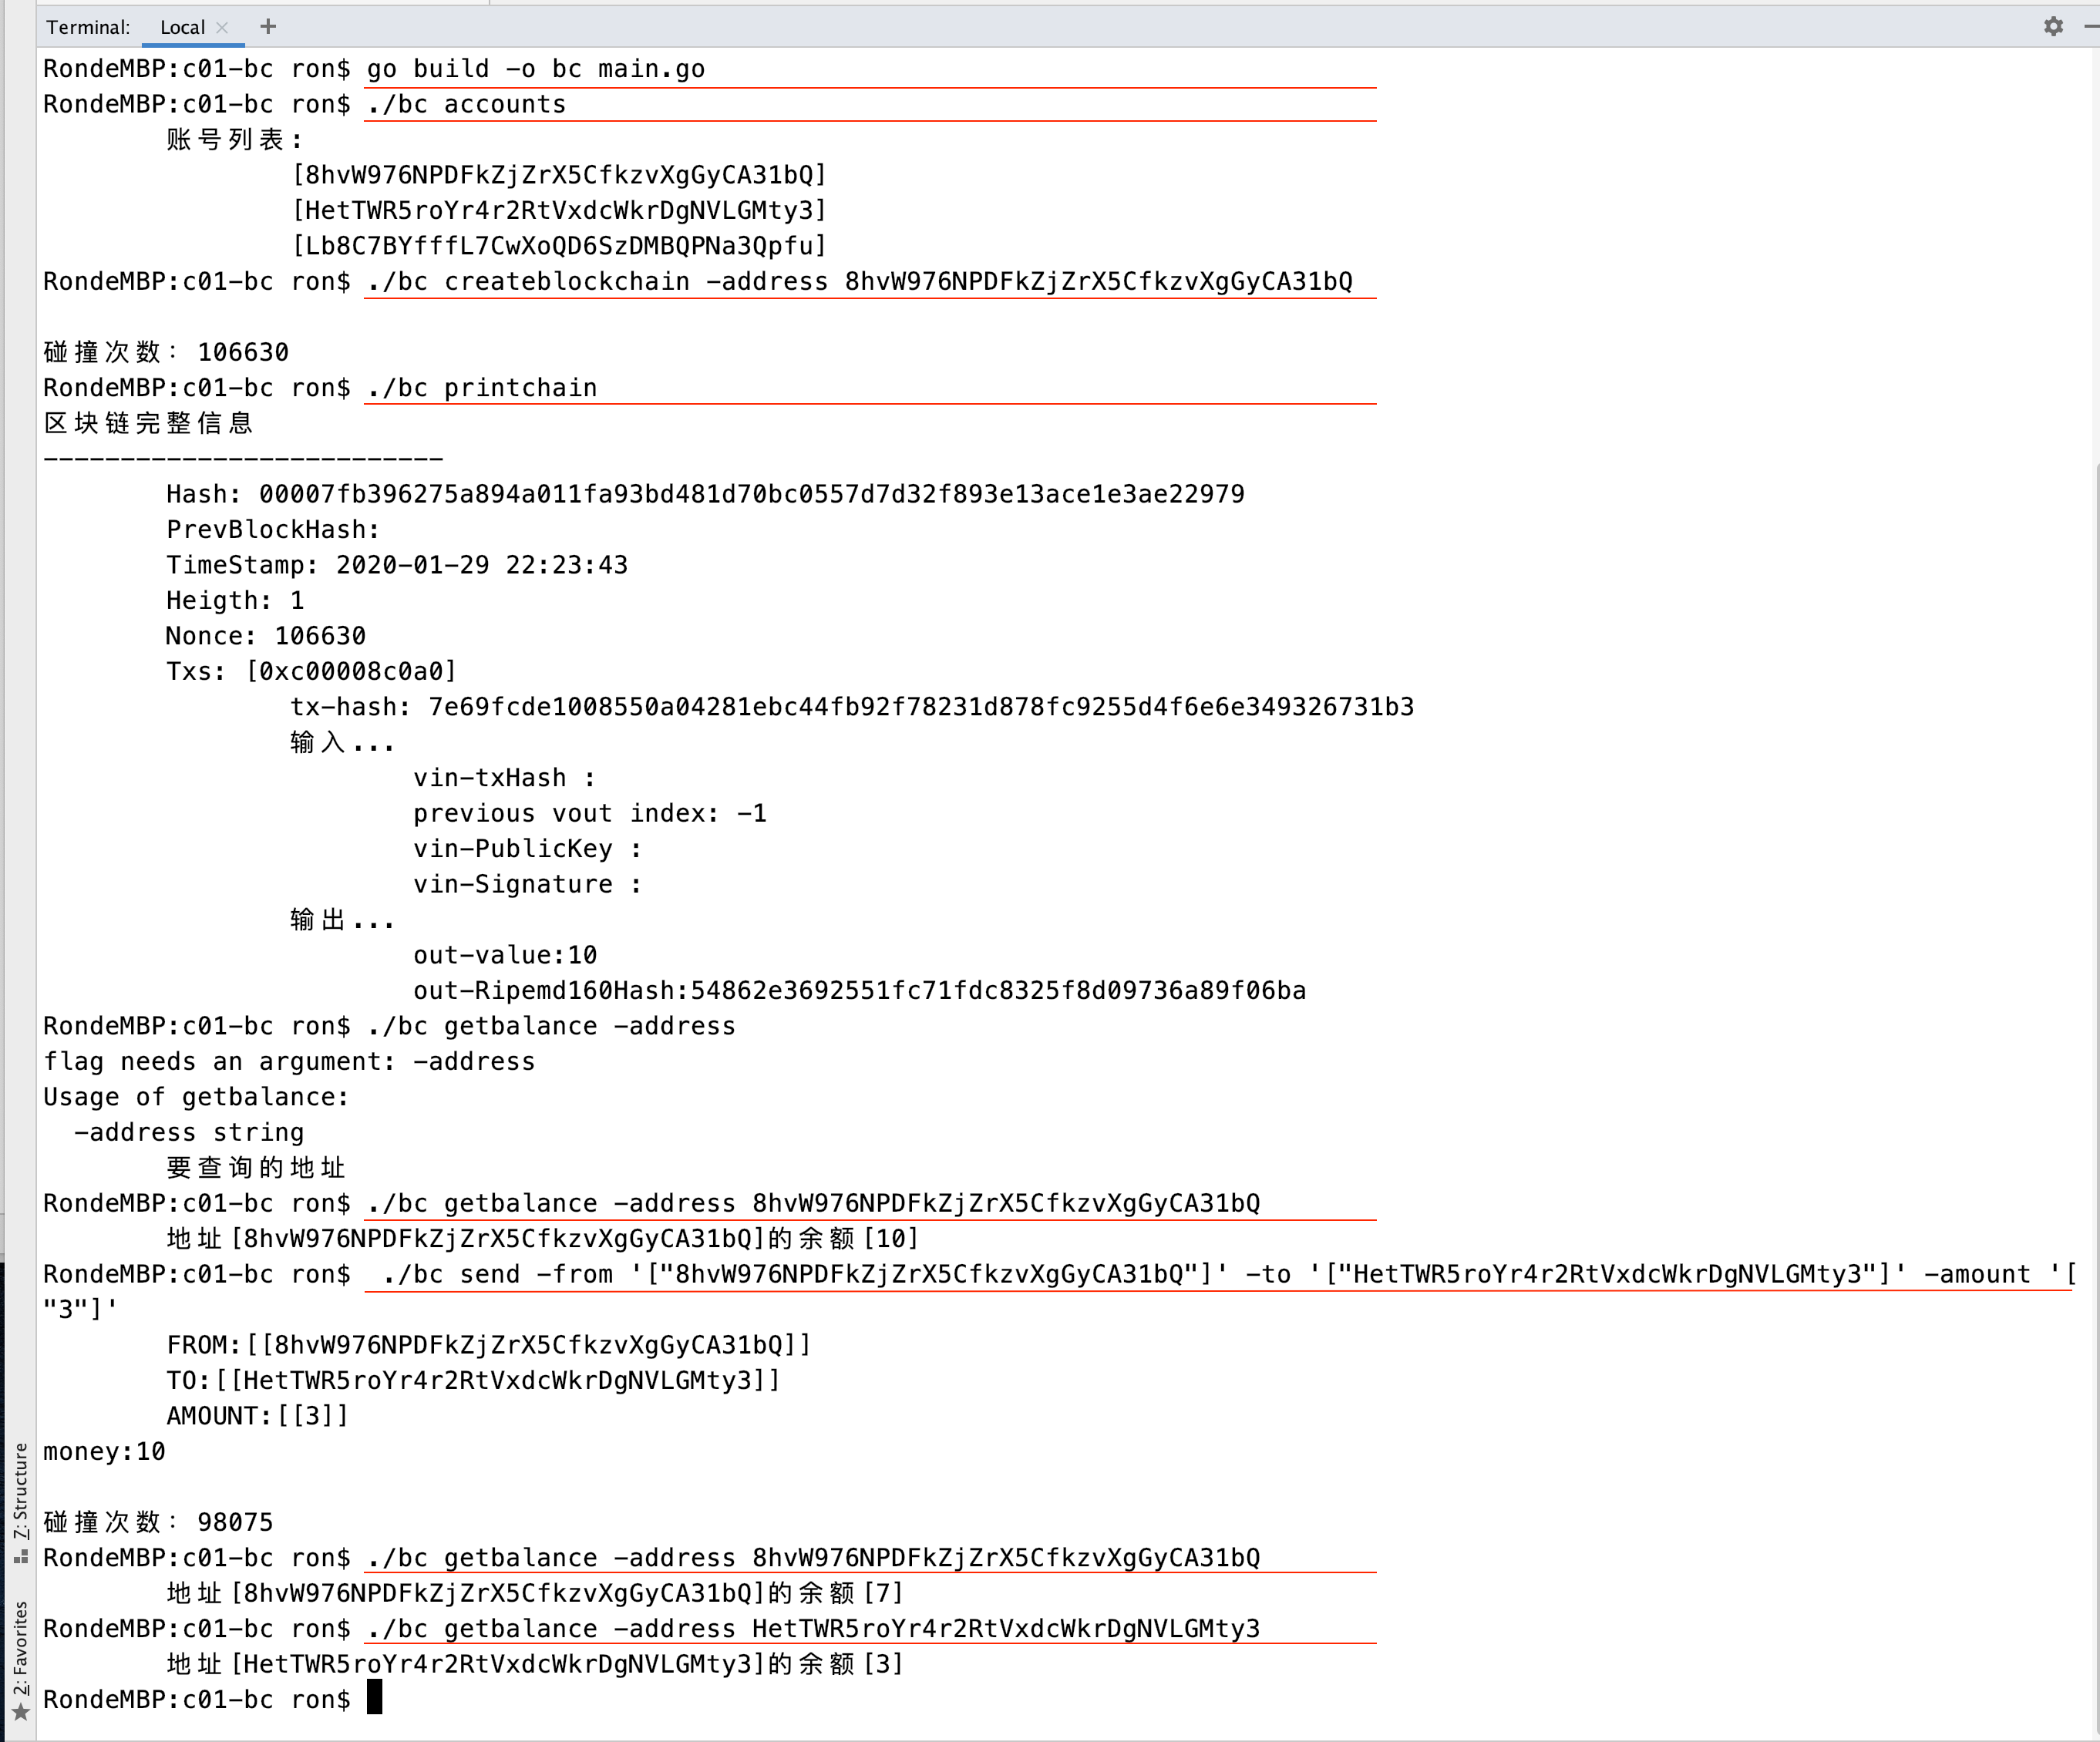 Terminal: Local × +
RondeMBP:c01-bc ron$ go build -o bc main.go
RondeMBP:c01-bc ron$ ./bc accounts
账号列表:
[8hvW976NPDFkZjZrX5CfkzvXgGyCA31bQ]
[HetTWR5roYr4r2RtVxdcWkrDgNVLGMty3]
[Lb8C7BYfffL7CwXoQD6SzDMBQPNa3Qpfu]
RondeMBP:c01-bc ron$ ./bc createblockchain -address 8hvW976NPDFkZjZrX5CfkzvXgGyCA31bQ
碰撞次数: 106630
RondeMBP:c01-bc ron$ ./bc printchain
区块链完整信息
--------------------------
Hash: 00007fb396275a894a011fa93bd481d70bc0557d7d32f893e13ace1e3ae22979
PrevBlockHash:
TimeStamp: 2020-01-29 22:23:43
Heigth: 1
Nonce: 106630
Txs: [0xc00008c0a0]
tx-hash: 7e69fcde1008550a04281ebc44fb92f78231d878fc9255d4f6e6e349326731b3
输入...
vin-txHash :
previous vout index: -1
vin-PublicKey :
vin-Signature :
输出...
out-value:10
out-Ripemd160Hash:54862e3692551fc71fdc8325f8d09736a89f06ba
RondeMBP:c01-bc ron$ ./bc getbalance -address
flag needs an argument: -address
Usage of getbalance:
-address string
要查询的地址
RondeMBP:c01-bc ron$ ./bc getbalance -address 8hvW976NPDFkZjZrX5CfkzvXgGyCA31bQ
地址[8hvW976NPDFkZjZrX5CfkzvXgGyCA31bQ]的余额[10]
RondeMBP:c01-bc ron$  ./bc send -from '["8hvW976NPDFkZjZrX5CfkzvXgGyCA31bQ"]' -to '["HetTWR5roYr4r2RtVxdcWkrDgNVLGMty3"]' -amount '[
"3"]'
FROM:[[8hvW976NPDFkZjZrX5CfkzvXgGyCA31bQ]]
TO:[[HetTWR5roYr4r2RtVxdcWkrDgNVLGMty3]]
AMOUNT:[[3]]
money:10
碰撞次数: 98075
RondeMBP:c01-bc ron$ ./bc getbalance -address 8hvW976NPDFkZjZrX5CfkzvXgGyCA31bQ
地址[8hvW976NPDFkZjZrX5CfkzvXgGyCA31bQ]的余额[7]
RondeMBP:c01-bc ron$ ./bc getbalance -address HetTWR5roYr4r2RtVxdcWkrDgNVLGMty3
地址[HetTWR5roYr4r2RtVxdcWkrDgNVLGMty3]的余额[3]
RondeMBP:c01-bc ron$
Z: Structure
2: Favorites